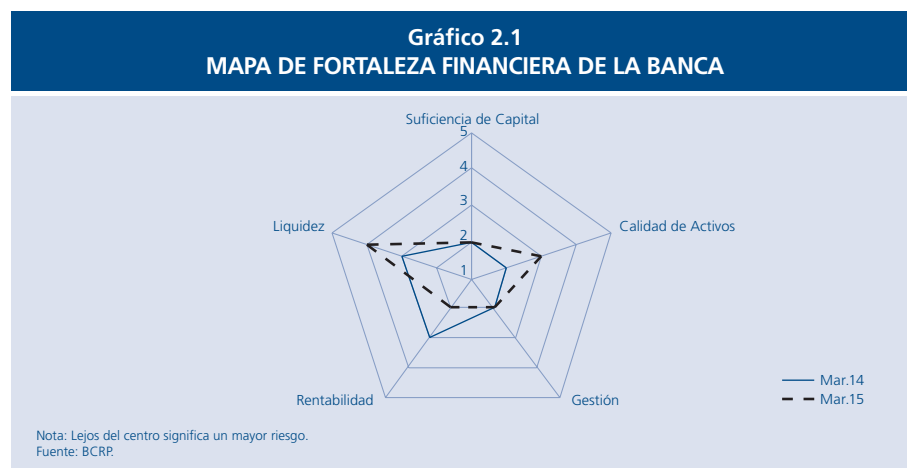 Gráfico 2.1
MAPA DE FORTALEZA FINANCIERA DE LA BANCA
Suficiencia de Capital
5
4
3
2
1
Liquidez
Calidad de Activos
Rentabilidad
Gestión
Mar.14
Mar.15
Nota: Lejos del centro significa un mayor riesgo.
Fuente: BCRP.